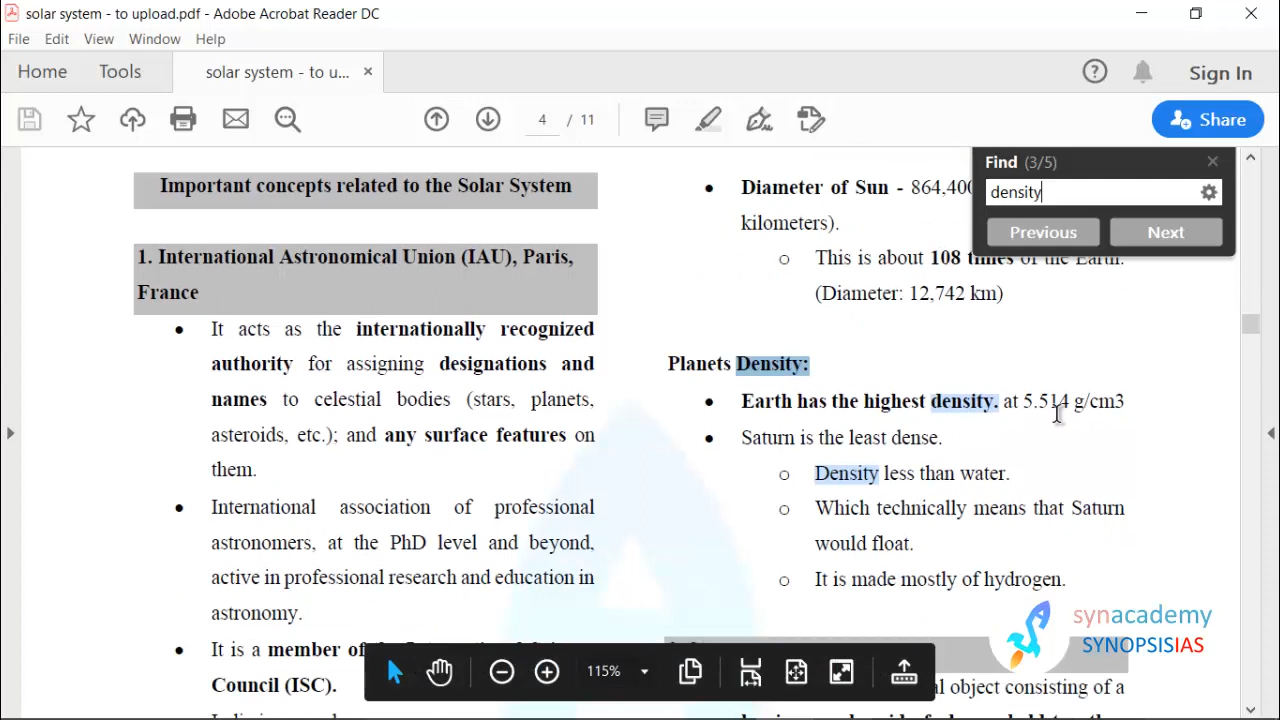 solar system - to upload.pdf - Adobe Acrobat Reader DC
File Edit View Window Help
Home Tools solar system - to u... ×
Sign In
4 / 11
Share
Find (3/5)
density
Previous Next
Important concepts related to the Solar System
1. International Astronomical Union (IAU), Paris,
France
• It acts as the internationally recognized
authority for assigning designations and
names to celestial bodies (stars, planets,
asteroids, etc.); and any surface features on
them.
• International association of professional
astronomers, at the PhD level and beyond,
active in professional research and education in
astronomy.
• It is a member of the
Council (ISC).
• Diameter of Sun - 864,400
kilometers).
o This is about 108 times of the Earth.
(Diameter: 12,742 km)
Planets Density:
• Earth has the highest density. at 5.514 g/cm3
• Saturn is the least dense.
o Density less than water.
o Which technically means that Saturn
would float.
o It is made mostly of hydrogen.
object consisting of a
synacademy
SYNOPSISIAS
115%